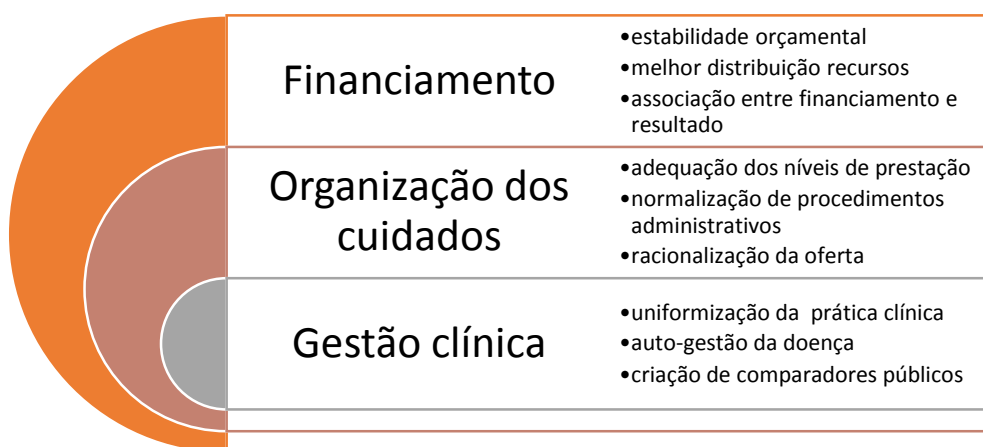 Financiamento
•estabilidade orçamental
•melhor distribuição recursos
•associação entre financiamento e
resultado
Organização dos
cuidados
•adequação dos níveis de prestação
•normalização de procedimentos
administrativos
•racionalização da oferta
Gestão clínica
•uniformização da  prática clínica
•auto-gestão da doença
•criação de comparadores públicos